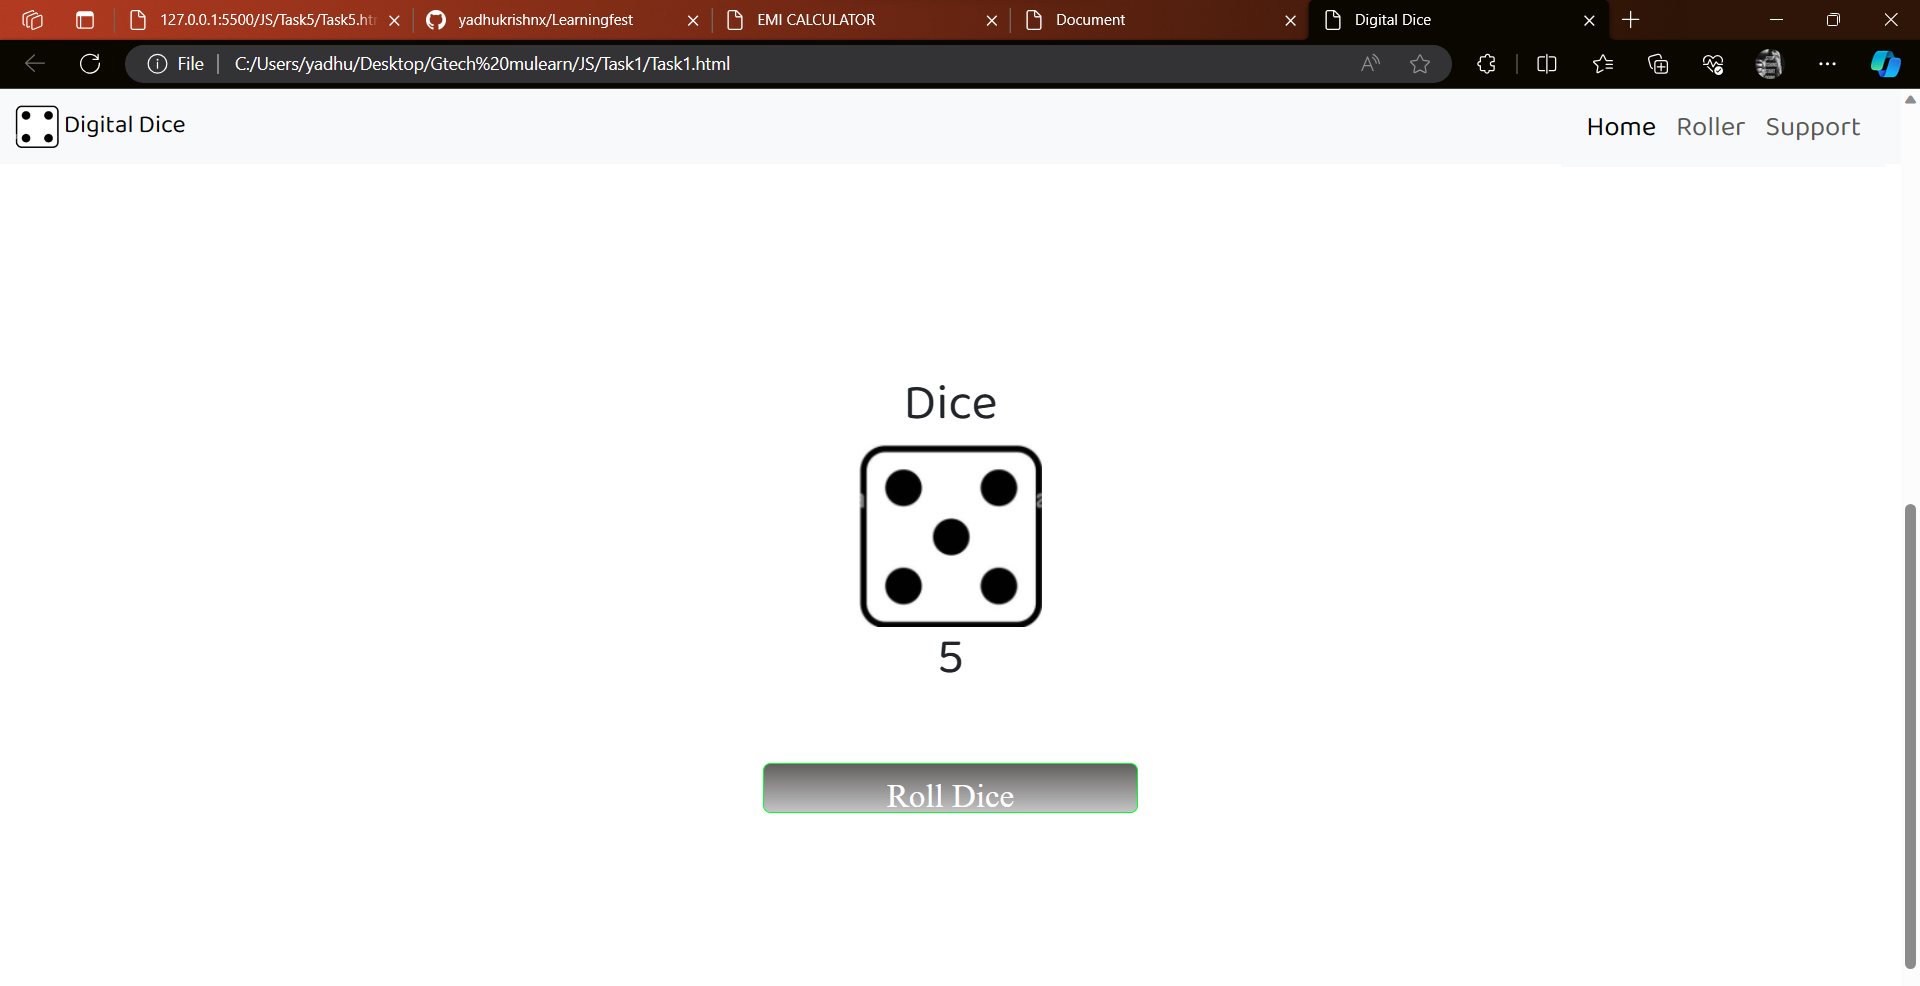 127.0.0.1:5500/JS/Task5/Task5.ht
yadhukrishnx/Learningfest
EMI CALCULATOR
Document
Digital Dice
File
C:/Users/yadhu/Desktop/Gtech%20mulearn/JS/Task1/Task1.html
Digital Dice
Home Roller Support
Dice
5
Roll Dice